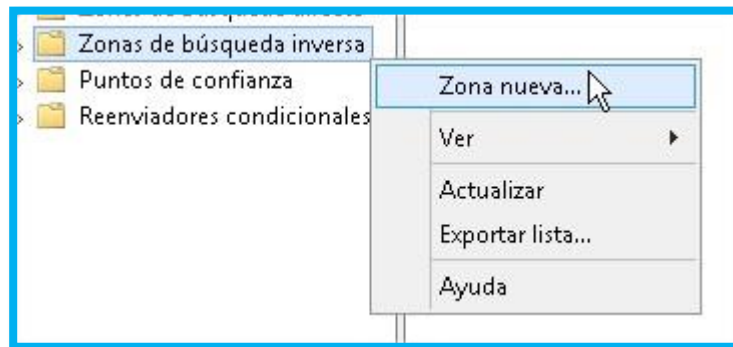 Zonas de búsqueda inversa
Puntos de confianza
Reenviadores condicionales
Zona nueva...
Ver
Actualizar
Exportar lista...
Ayuda